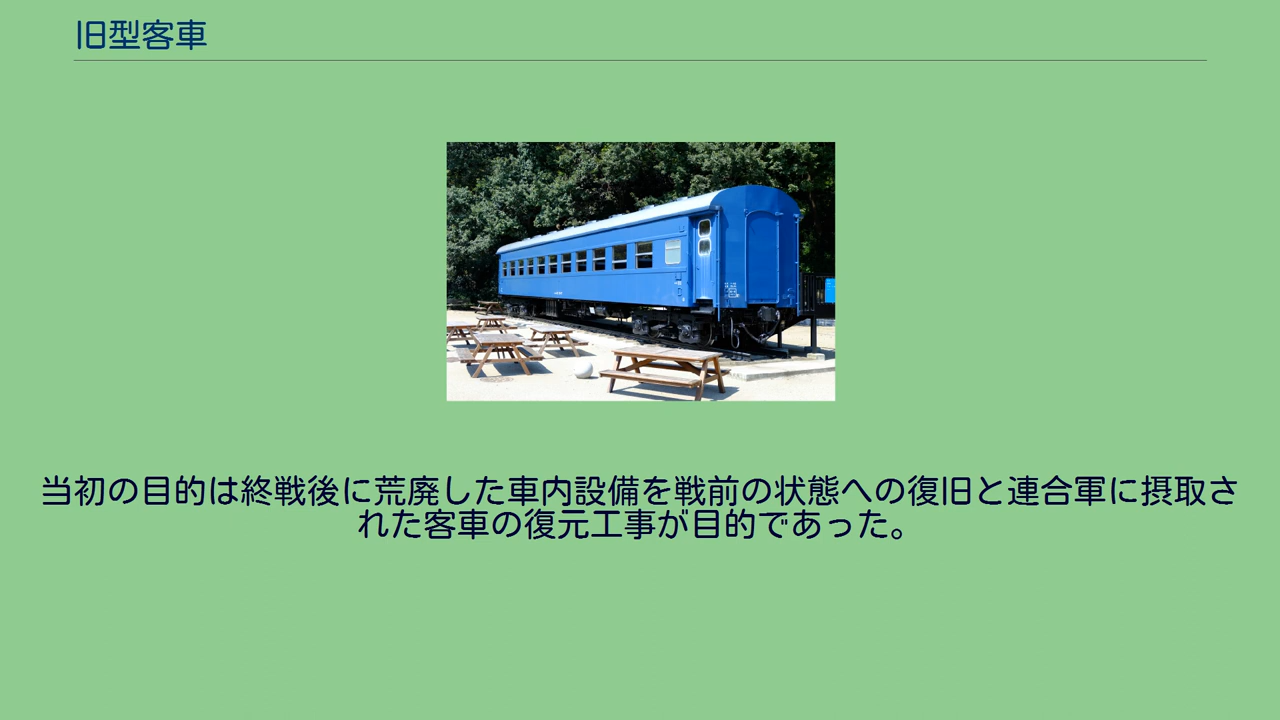 旧型客車
当初の目的は終戦後に荒廃した車内設備を戦前の状態への復旧と連合軍に摂取さ
れた客車の復元工事が目的であった。